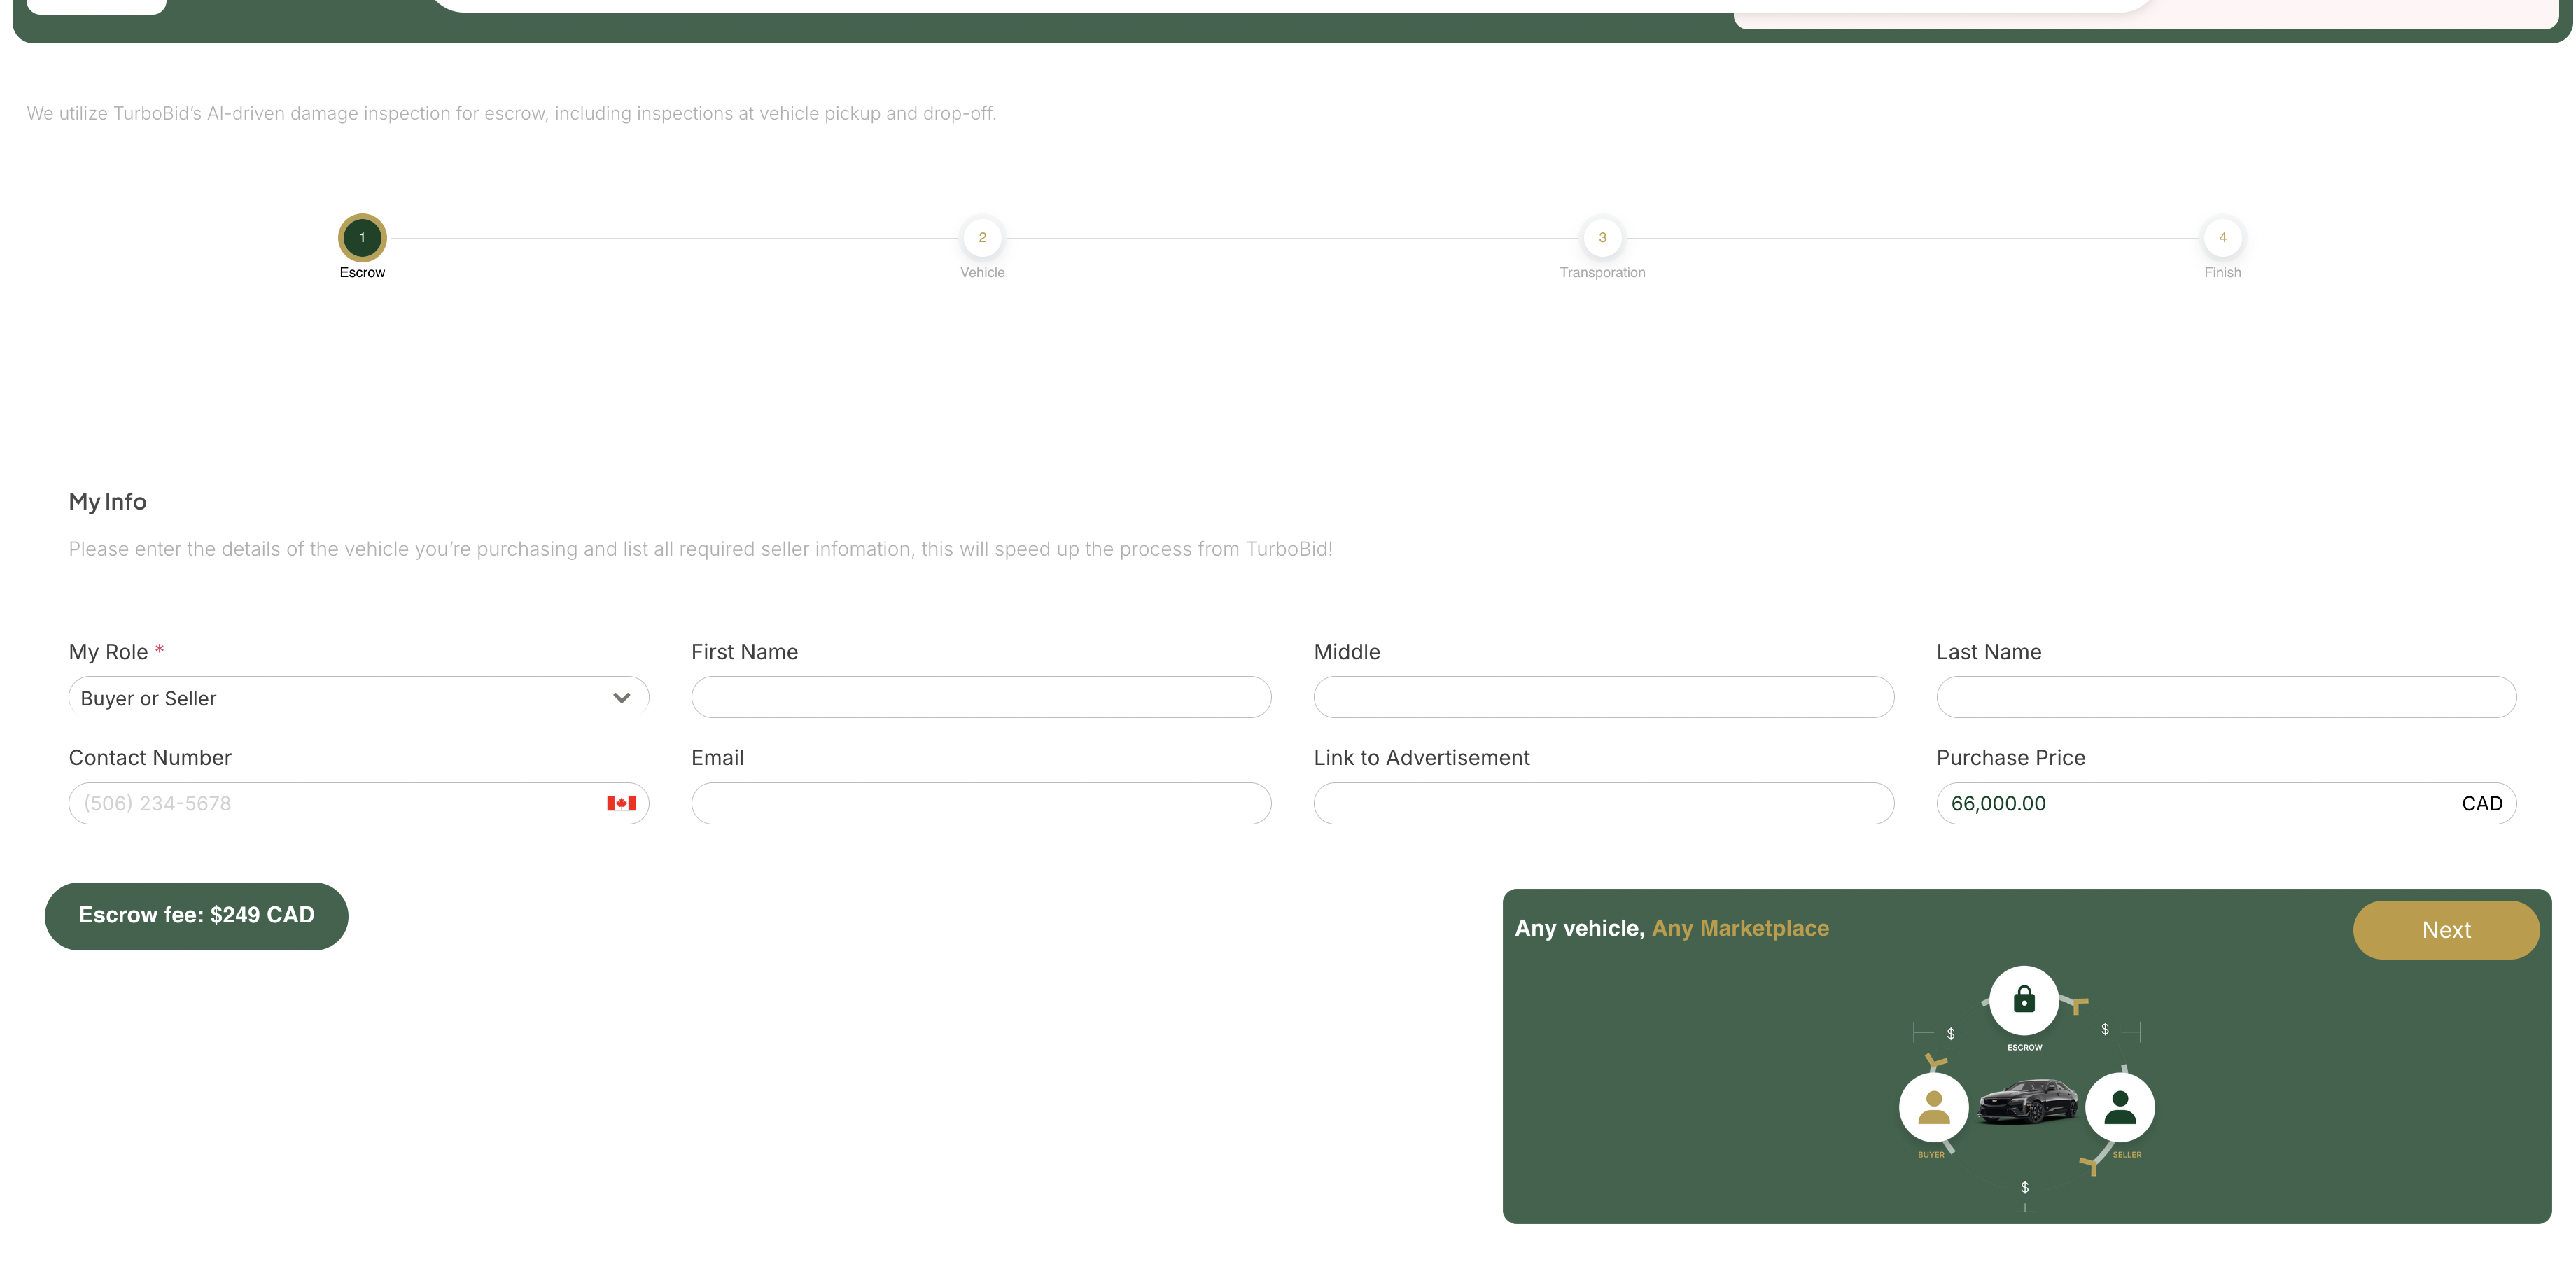 We utilize TurboBid’s AI-driven damage inspection for escrow, including inspections at vehicle pickup and drop-off.
1
2
3
4
Escrow
Vehicle
Transporation
Finish
My Info
Please enter the details of the vehicle you’re purchasing and list all required seller infomation, this will speed up the process from TurboBid!
My Role *
First Name
Middle
Last Name
Buyer or Seller
Contact Number
Email
Link to Advertisement
Purchase Price
(506) 234-5678
66,000.00
CAD
Escrow fee: $249 CAD
Any vehicle, Any Marketplace
Next
$
$
ESCROW
BUYER
SELLER
$